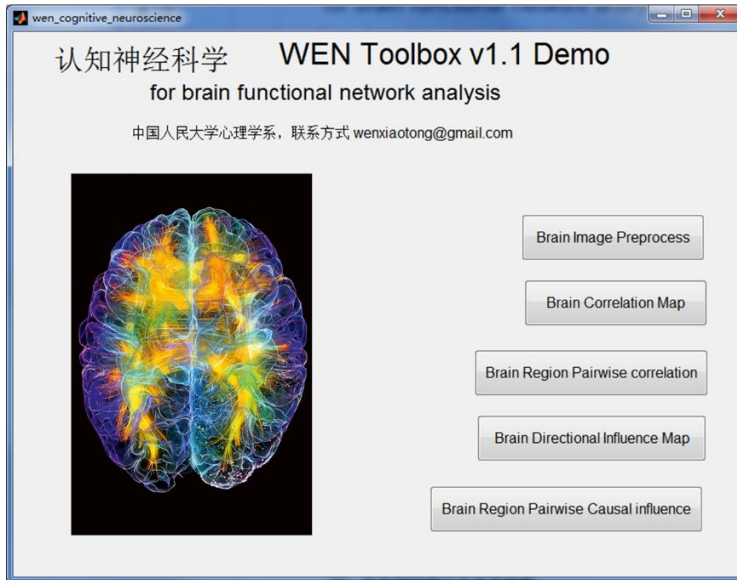 wen_cognitive_neuroscience
认知神经科学 WEN Toolbox v1.1 Demo
for brain functional network analysis
中国人民大学心理学系，联系方式 wenxiaotong@gmail.com
Brain Image Preprocess
Brain Correlation Map
Brain Region Pairwise correlation
Brain Directional Influence Map
Brain Region Pairwise Causal influence